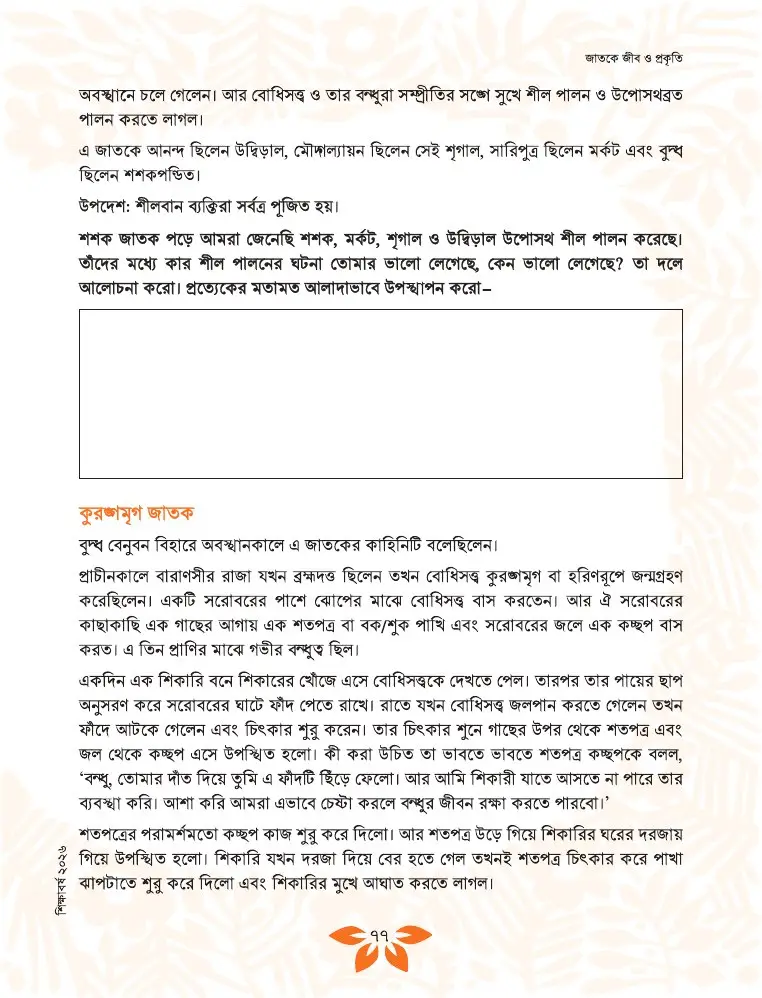 জাতকে জীব ও প্রকৃতি
অবস্থানে চলে গেলেন। আর বোধিসত্ত্ব ও তার বন্ধুরা সম্প্রীতির সঙ্গে সুখে শীল পালন ও উপোসথব্রত
পালন করতে লাগল।
এ জাতকে আনন্দ ছিলেন উদ্বিড়াল, মৌদ্গল্যায়ন ছিলেন সেই শৃগাল, সারিপুত্র ছিলেন মর্কট এবং বুদ্ধ
ছিলেন শশকপণ্ডিত।
উপদেশ: শীলবান ব্যক্তিরা সর্বত্র পূজিত হয়।
শশক জাতক পড়ে আমরা জেনেছি শশক, মর্কট, শৃগাল ও উদ্বিড়াল উপোসথ শীল পালন করেছে।
তাঁদের মধ্যে কার শীল পালনের ঘটনা তোমার ভালো লেগেছে, কেন ভালো লেগেছে? তা দলে
আলোচনা করো। প্রত্যেকের মতামত আলাদাভাবে উপস্থাপন করো–
কুরঙ্গমৃগ জাতক
বুদ্ধ বেনুবন বিহারে অবস্থানকালে এ জাতকের কাহিনিটি বলেছিলেন।
প্রাচীনকালে বারাণসীর রাজা যখন ব্রহ্মদত্ত ছিলেন তখন বোধিসত্ত্ব কুরঙ্গমৃগ বা হরিণরূপে জন্মগ্রহণ
করেছিলেন। একটি সরোবরের পাশে ঝোপের মাঝে বোধিসত্ত্ব বাস করতেন। আর ঐ সরোবরের
কাছাকাছি এক গাছের আগায় এক শতপত্র বা বক/শুক পাখি এবং সরোবরের জলে এক কচ্ছপ বাস
করত। এ তিন প্রাণির মাঝে গভীর বন্ধুত্ব ছিল।
একদিন এক শিকারি বনে শিকারের খোঁজে এসে বোধিসত্ত্বকে দেখতে পেল। তারপর তার পায়ের ছাপ
অনুসরণ করে সরোবরের ঘাটে ফাঁদ পেতে রাখে। রাতে যখন বোধিসত্ত্ব জলপান করতে গেলেন তখন
ফাঁদে আটকে গেলেন এবং চিৎকার শুরু করেন। তার চিৎকার শুনে গাছের উপর থেকে শতপত্র এবং
জল থেকে কচ্ছপ এসে উপস্থিত হলো। কী করা উচিত তা ভাবতে ভাবতে শতপত্র কচ্ছপকে বলল,
‘বন্ধু, তোমার দাঁত দিয়ে তুমি এ ফাঁদটি ছিঁড়ে ফেলো। আর আমি শিকারী যাতে আসতে না পারে তার
ব্যবস্থা করি। আশা করি আমরা এভাবে চেষ্টা করলে বন্ধুর জীবন রক্ষা করতে পারবো।’
শতপত্রের পরামর্শমতো কচ্ছপ কাজ শুরু করে দিলো। আর শতপত্র উড়ে গিয়ে শিকারির ঘরের দরজায়
গিয়ে উপস্থিত হলো। শিকারি যখন দরজা দিয়ে বের হতে গেল তখনই শতপত্র চিৎকার করে পাখা
ঝাপটাতে শুরু করে দিলো এবং শিকারির মুখে আঘাত করতে লাগল।
শিক্ষাবর্ষ ২০২৬
৭৭